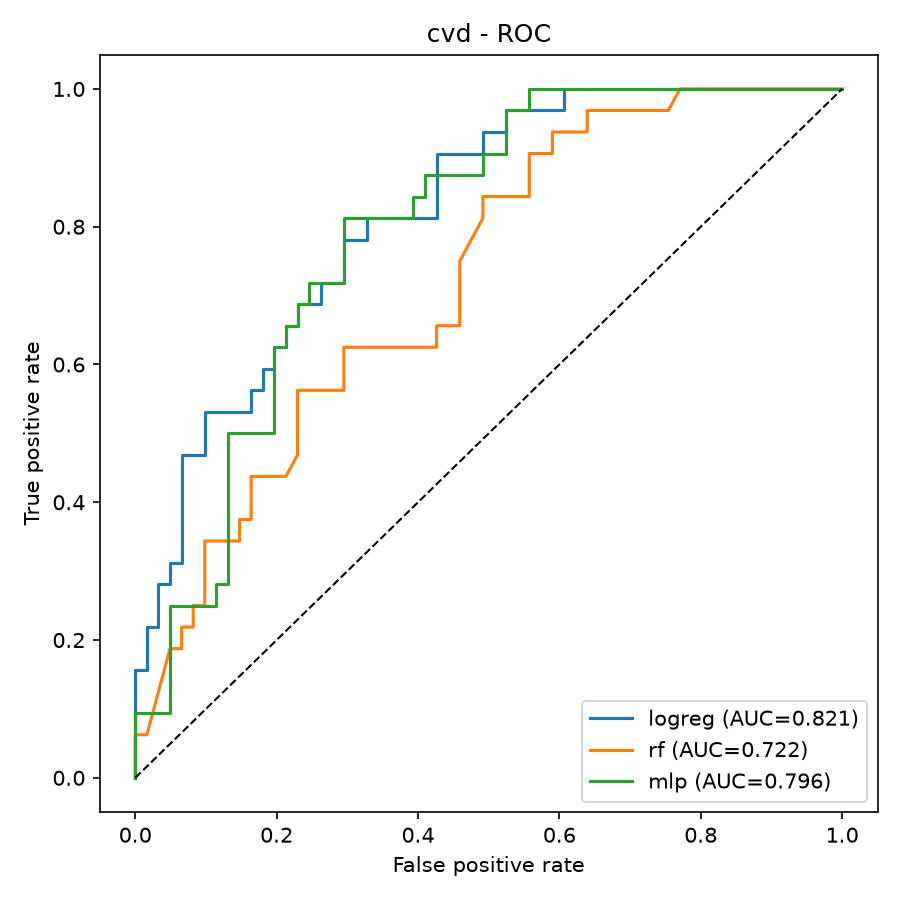 cvd - ROC
1.0
0.8
0.6
0.4
0.2
0.0
True positive rate
logreg (AUC=0.821)
rf (AUC=0.722)
mlp (AUC=0.796)
0.0 0.2 0.4 0.6 0.8 1.0
False positive rate